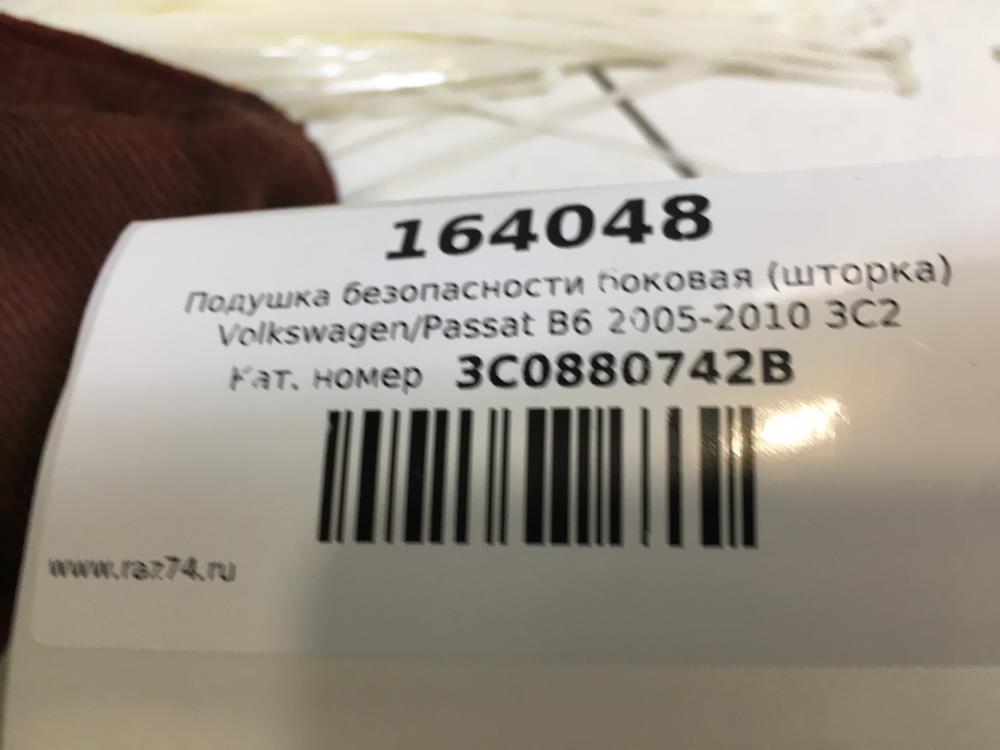 164048
Подушка безопасности боковая (шторка)
Volkswagen/Passat B6 2005-2010 3C2
Кат. номер 3C0880742B
www.raz74.ru